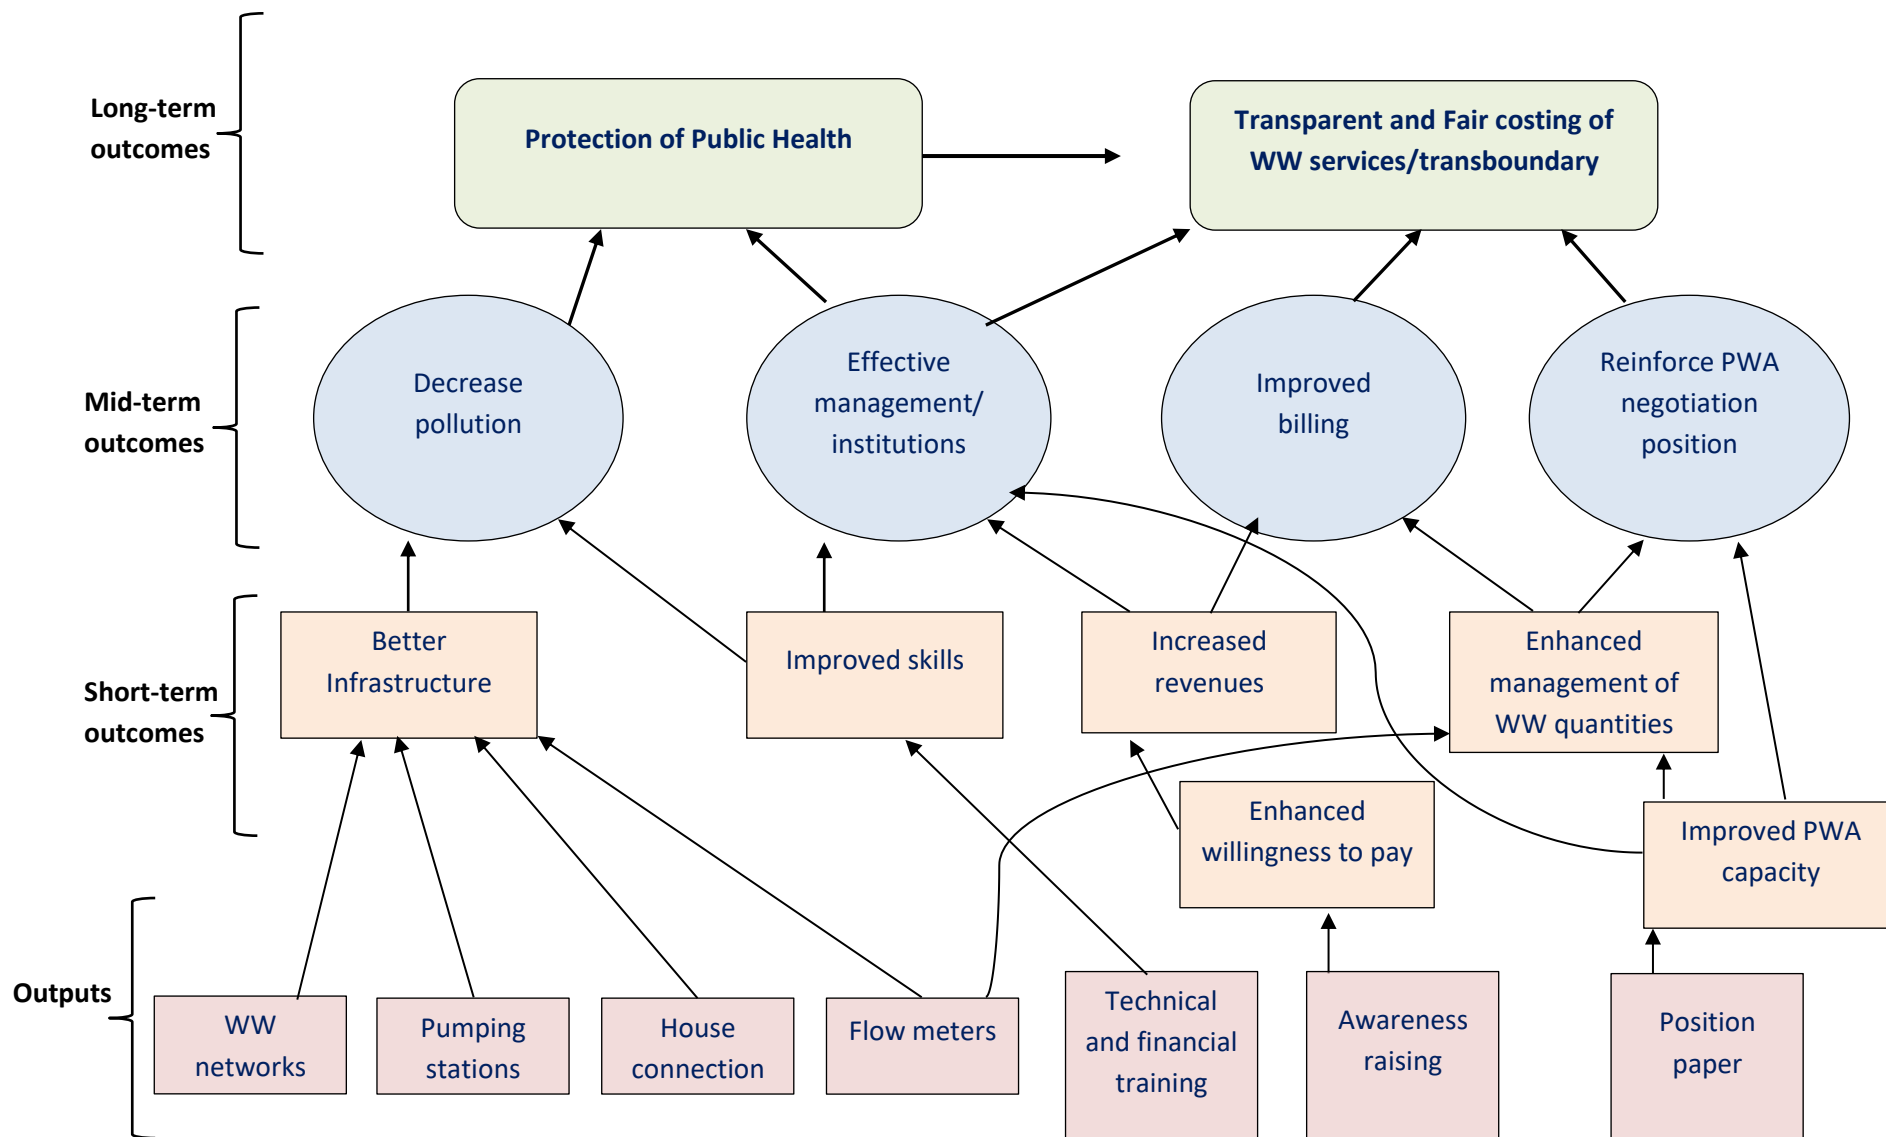 Long-term
outcomes
Protection of Public Health
Transparent and Fair costing of
WW services/transboundary
Mid-term
outcomes
Decrease
pollution
Effective
management/
institutions
Improved
billing
Reinforce PWA
negotiation
position
Short-term
outcomes
Better
Infrastructure
Improved skills
Increased
revenues
Enhanced
management of
WW quantities
Enhanced
willingness to pay
Improved PWA
capacity
Outputs
WW
networks
Pumping
stations
House
connection
Flow meters
Technical
and financial
training
Awareness
raising
Position
paper